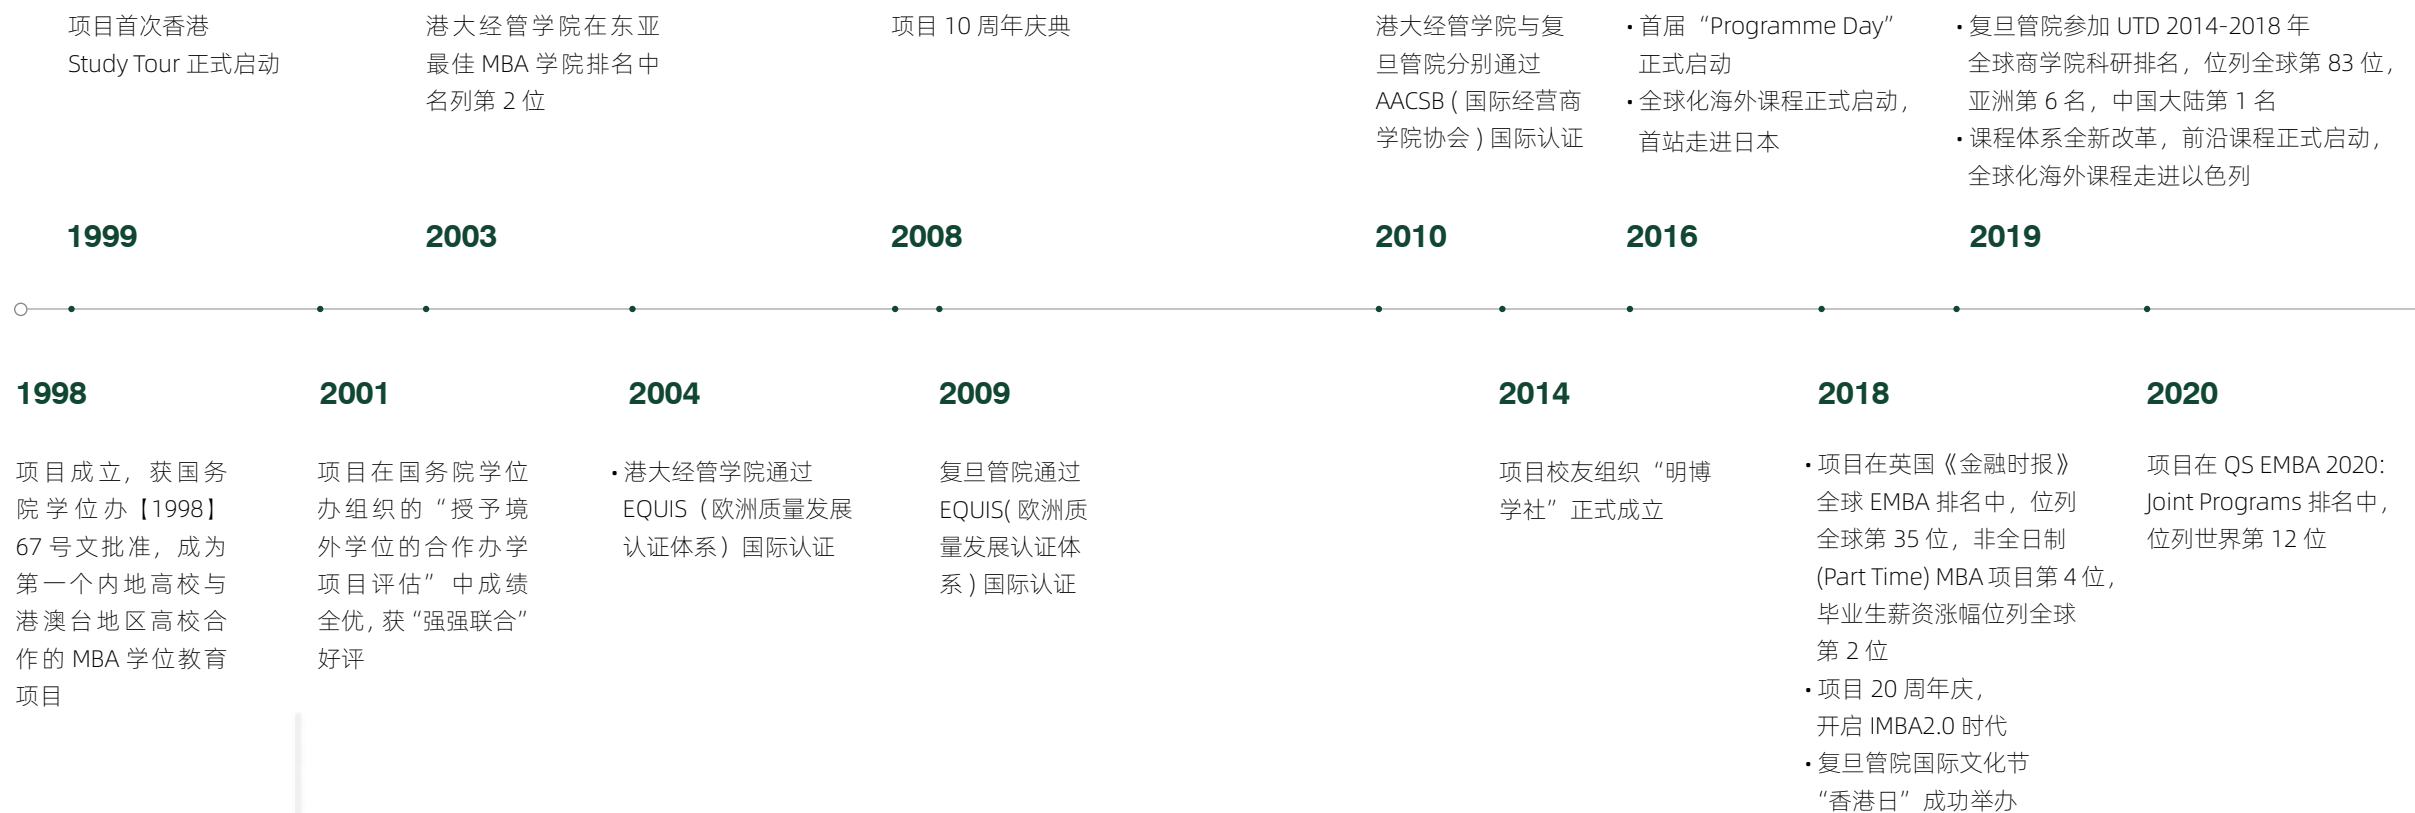 项目首次香港
Study Tour 正式启动
1999
港大经管学院在东亚
最佳 MBA 学院排名中
名列第 2 位
2003
项目 10 周年庆典
2008
港大经管学院与复
旦管院分别通过
AACSB ( 国际经营商
学院协会 ) 国际认证
2010
• 首届“Programme Day”
正式启动
• 全球化海外课程正式启动，
首站走进日本
2016
• 复旦管院参加 UTD 2014-2018 年
全球商学院科研排名，位列全球第 83 位，
亚洲第 6 名，中国大陆第 1 名
• 课程体系全新改革，前沿课程正式启动，
全球化海外课程走进以色列
2019
1998
项目成立，获国务
院学位办【1998】
67 号文批准，成为
第一个内地高校与
港澳台地区高校合
作的 MBA 学位教育
项目
2001
项目在国务院学位
办组织的“授予境
外学位的合作办学
项目评估”中成绩
全优，获“强强联合”
好评
2004
• 港大经管学院通过
EQUIS（欧洲质量发展
认证体系）国际认证
2009
复旦管院通过
EQUIS( 欧洲质
量发展认证体
系 ) 国际认证
2014
项目校友组织“明博
学社”正式成立
2018
• 项目在英国《金融时报》
全球 EMBA 排名中，位列
全球第 35 位，非全日制
(Part Time) MBA 项目第 4 位，
毕业生薪资涨幅位列全球
第 2 位
• 项目 20 周年庆，
开启 IMBA2.0 时代
• 复旦管院国际文化节
“香港日”成功举办
2020
项目在 QS EMBA 2020:
Joint Programs 排名中，
位列世界第 12 位